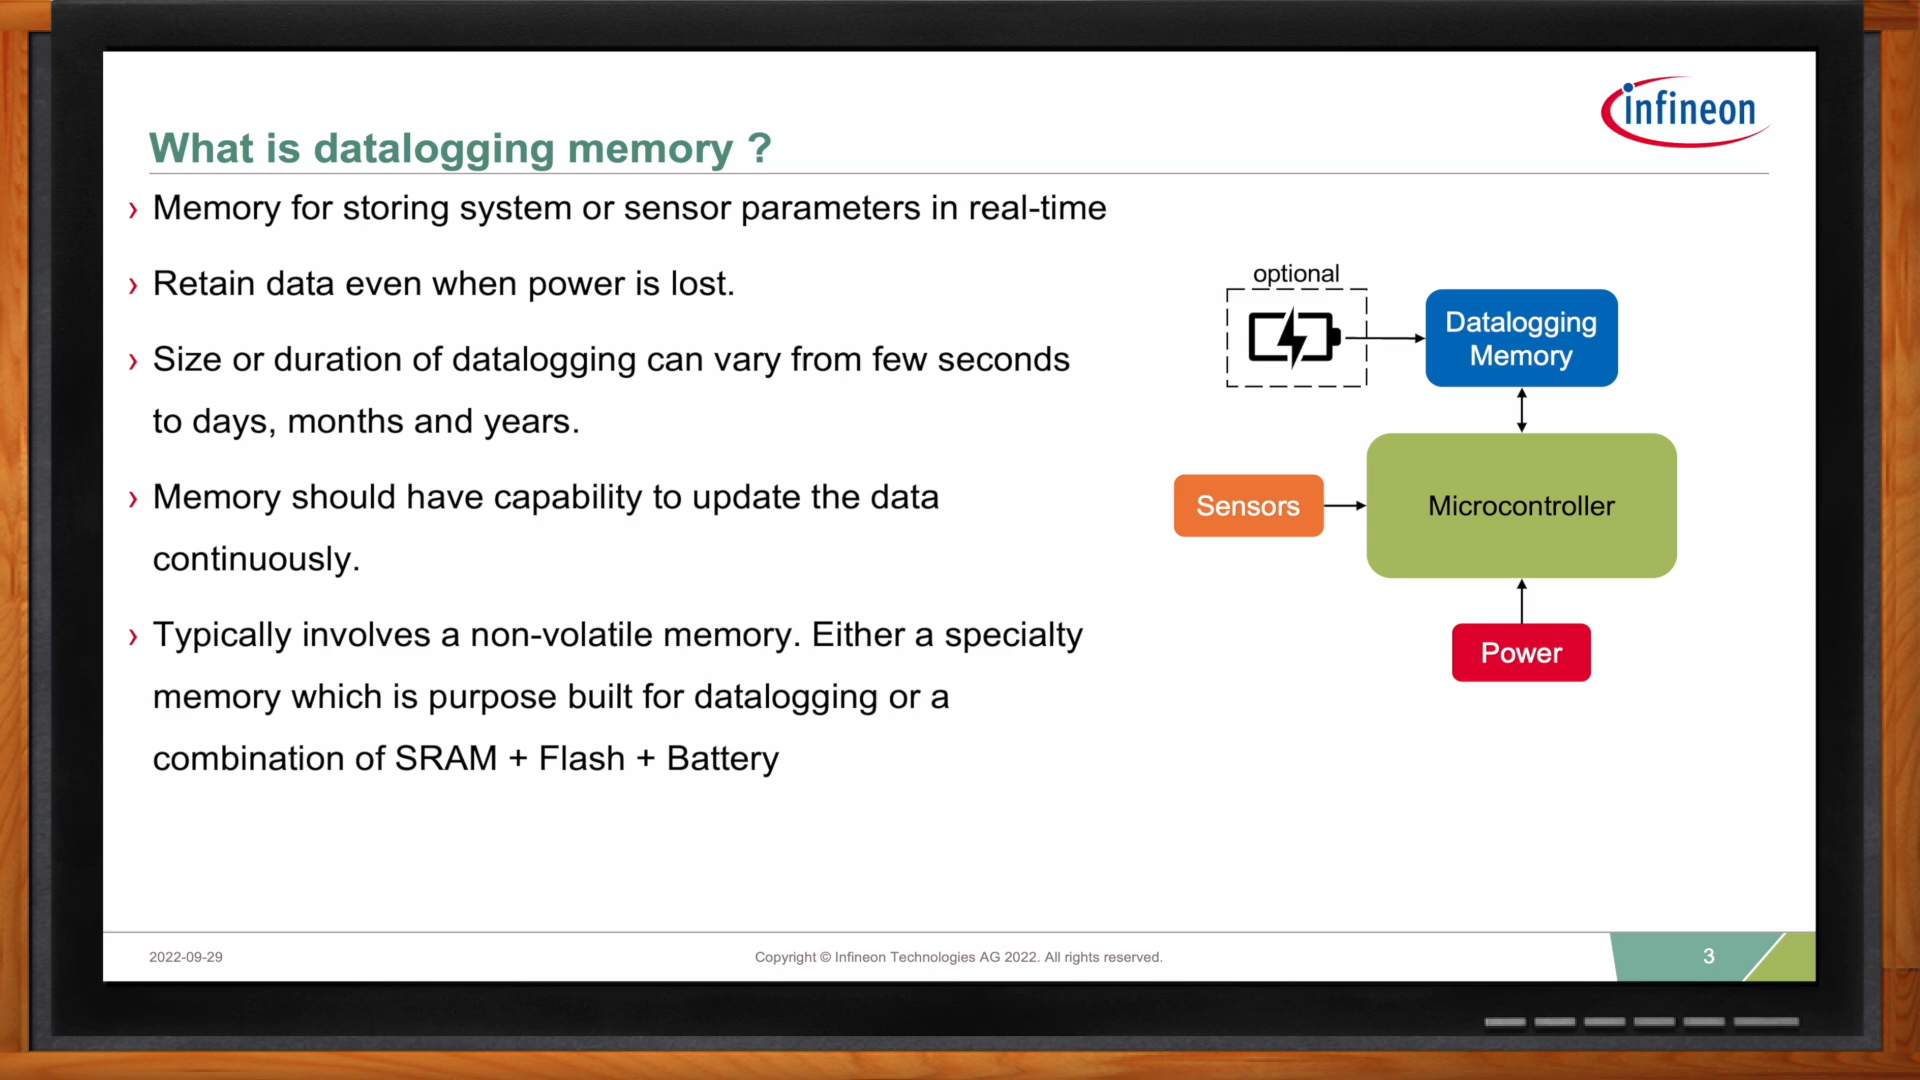 infineon
What is datalogging memory ?
› Memory for storing system or sensor parameters in real-time
› Retain data even when power is lost.
› Size or duration of datalogging can vary from few seconds
to days, months and years.
› Memory should have capability to update the data
continuously.
› Typically involves a non-volatile memory. Either a specialty
memory which is purpose built for datalogging or a
combination of SRAM + Flash + Battery
optional
Datalogging
Memory
Sensors
Microcontroller
Power
2022-09-29
Copyright © Infineon Technologies AG 2022. All rights reserved.
3